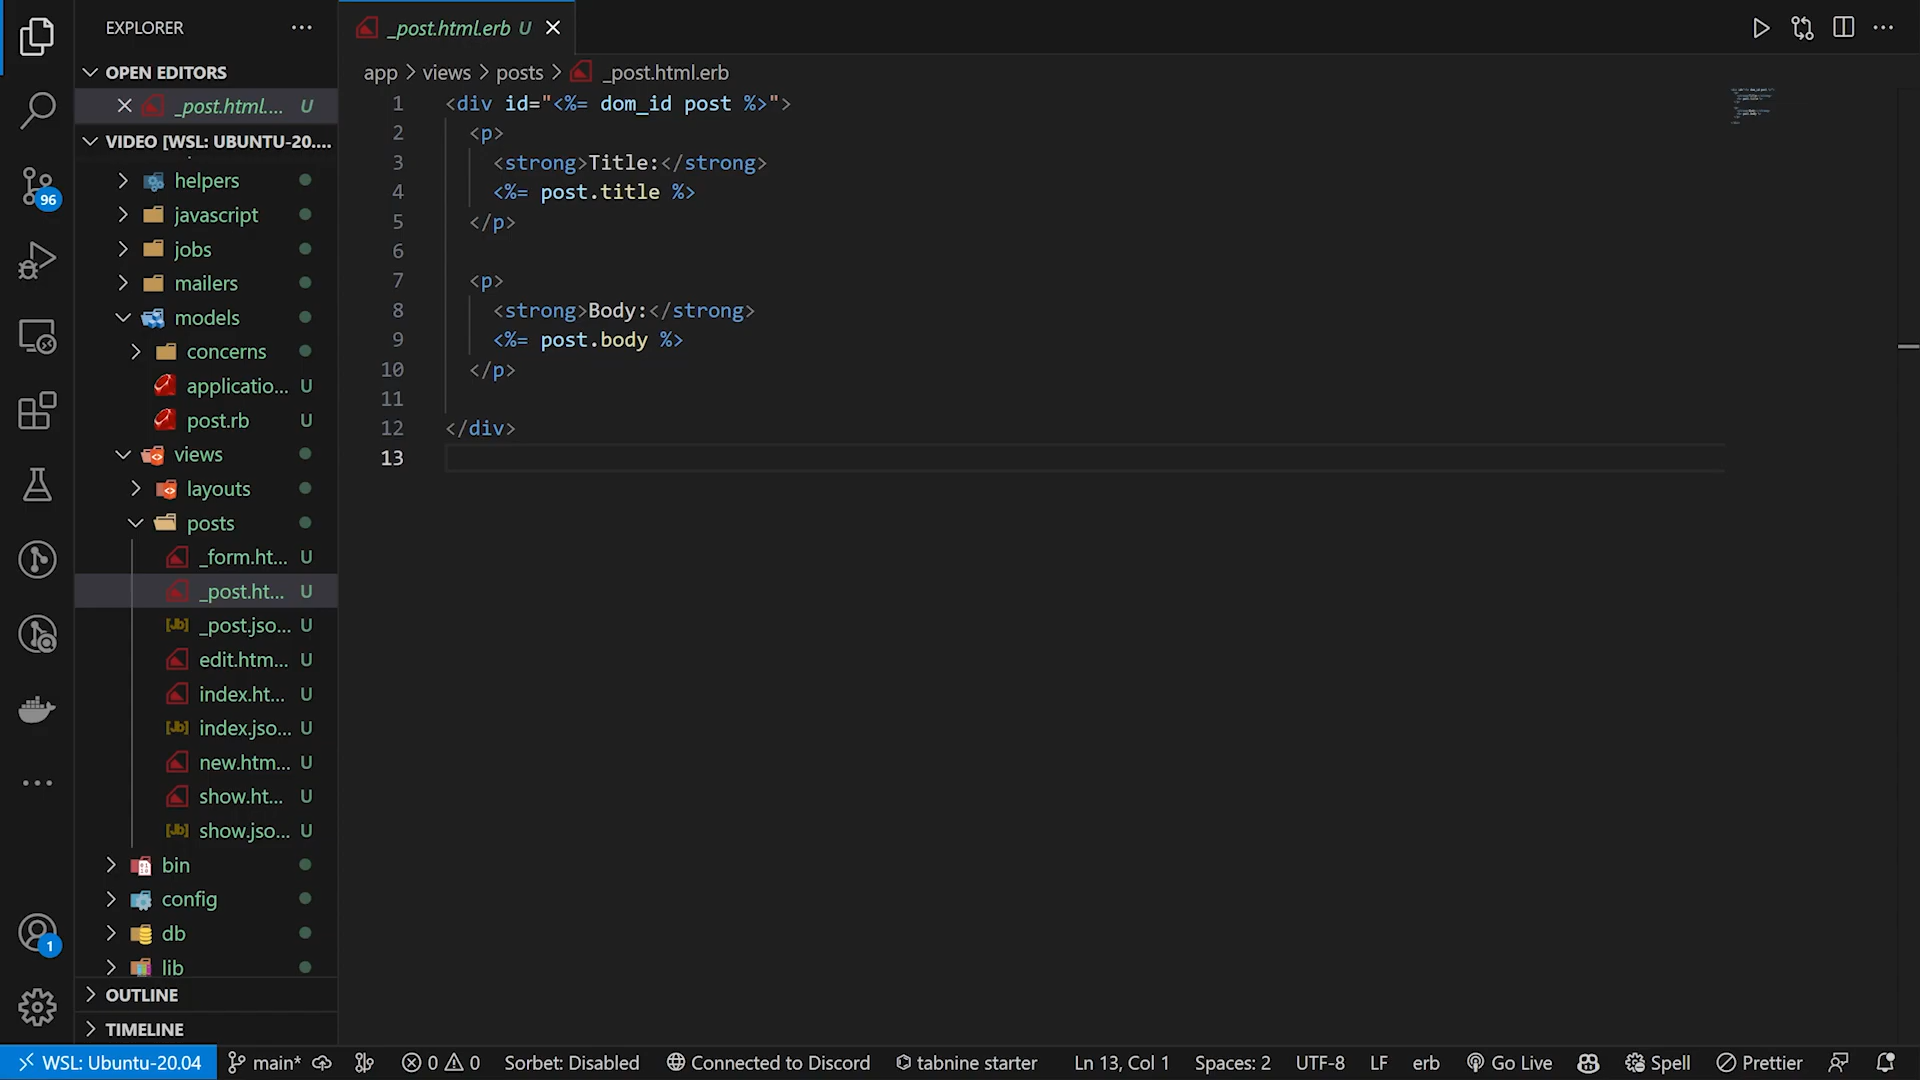 EXPLORER
OPEN EDITORS
_post.html.... U
VIDEO [WSL: UBUNTU-20....
helpers
javascript
jobs
mailers
models
concerns
applicatio... U
post.rb U
views
layouts
posts
_form.ht... U
_post.ht... U
_post.jso... U
edit.htm... U
index.ht... U
index.jso... U
new.htm... U
show.ht... U
show.jso... U
bin
config
db
lib
OUTLINE
TIMELINE
96
1
_post.html.erb U
app > views > posts > _post.html.erb
1 <div id="<%= dom_id post %>">
2 <p>
3 <strong>Title:</strong>
4 <%= post.title %>
5 </p>
6
7 <p>
8 <strong>Body:</strong>
9 <%= post.body %>
10 </p>
11
12 </div>
13
WSL: Ubuntu-20.04 main* 0 0 Sorbet: Disabled Connected to Discord tabnine starter Ln 13, Col 1 Spaces: 2 UTF-8 LF erb Go Live Spell Prettier